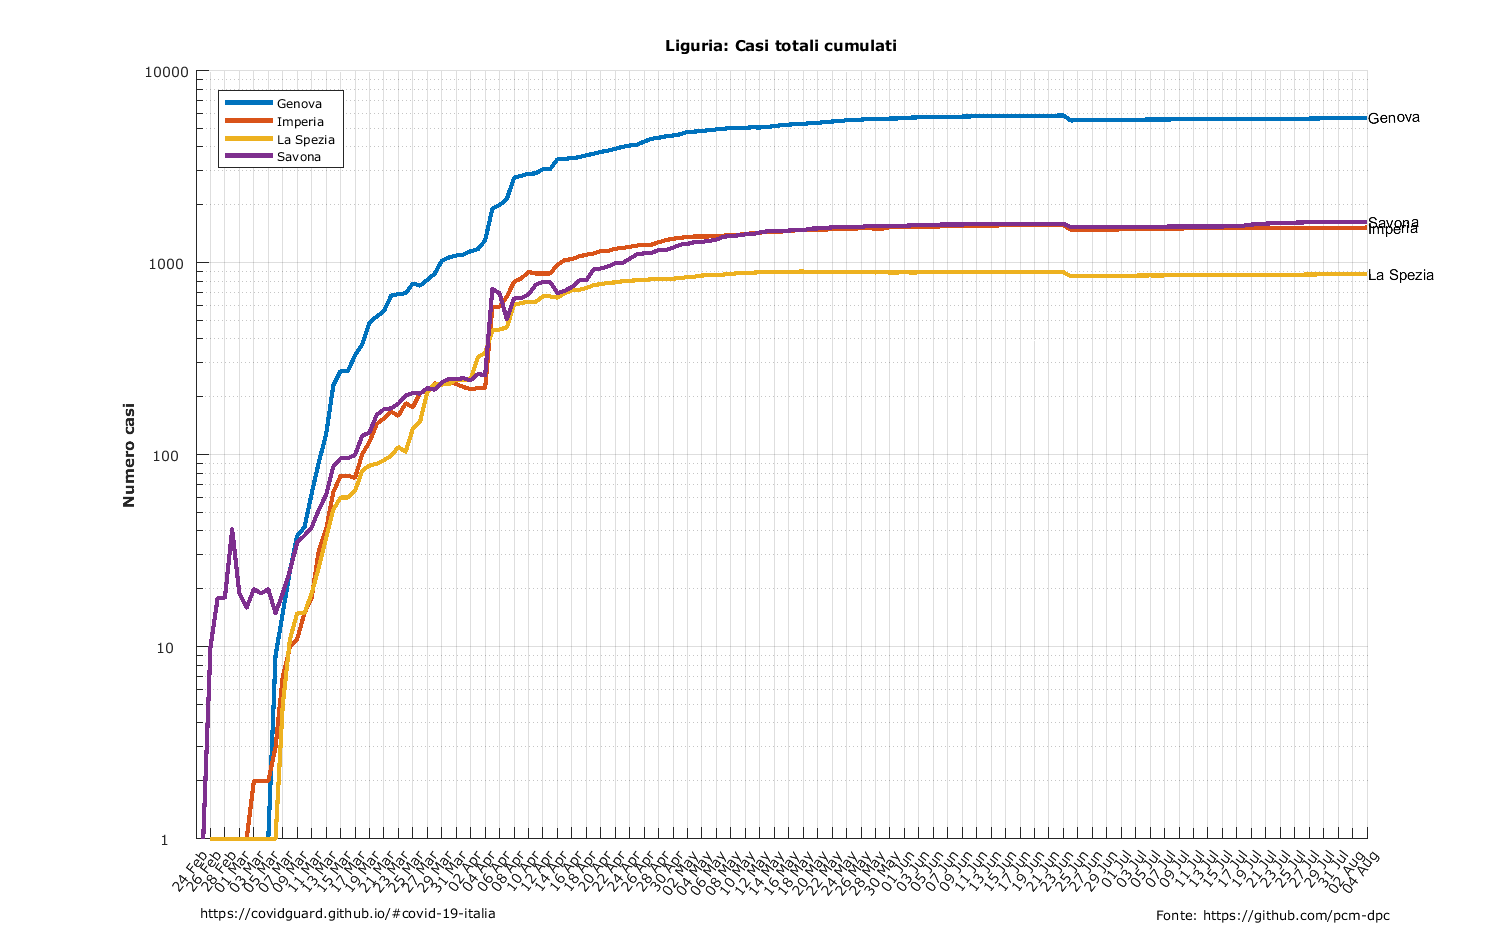 Liguria: Casi totali cumulati
10000
1000
100
10
1
Numero casi
Genova
Imperia
La Spezia
Savona
Genova
Savona
Imperia
La Spezia
24 Feb
26 Feb
28 Feb
01 Mar
03 Mar
05 Mar
07 Mar
09 Mar
11 Mar
13 Mar
15 Mar
17 Mar
19 Mar
21 Mar
23 Mar
25 Mar
27 Mar
29 Mar
31 Mar
02 Apr
04 Apr
06 Apr
08 Apr
10 Apr
12 Apr
14 Apr
16 Apr
18 Apr
20 Apr
22 Apr
24 Apr
26 Apr
28 Apr
30 Apr
02 May
04 May
06 May
08 May
10 May
12 May
14 May
16 May
18 May
20 May
22 May
24 May
26 May
28 May
30 May
01 Jun
03 Jun
05 Jun
07 Jun
09 Jun
11 Jun
13 Jun
15 Jun
17 Jun
19 Jun
21 Jun
23 Jun
25 Jun
27 Jun
29 Jun
01 Jul
03 Jul
05 Jul
07 Jul
09 Jul
11 Jul
13 Jul
15 Jul
17 Jul
19 Jul
21 Jul
23 Jul
25 Jul
27 Jul
29 Jul
31 Jul
02 Aug
04 Aug
https://covidguard.github.io/#covid-19-italia
Fonte: https://github.com/pcm-dpc